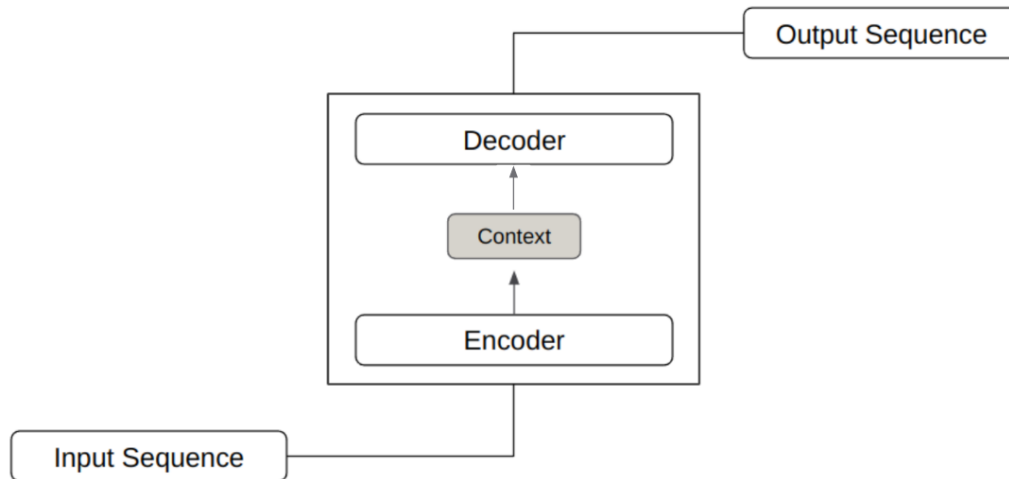 Output Sequence
Decoder
Context
Encoder
Input Sequence